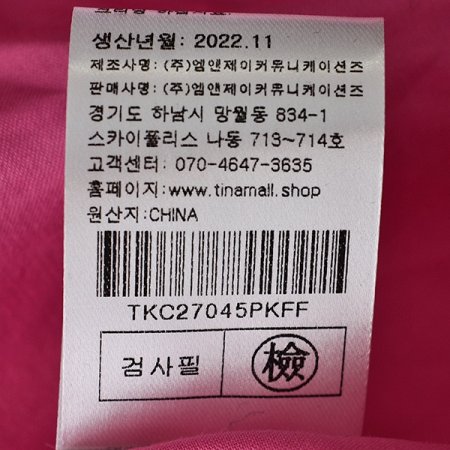 생산년월: 2022.11
제조사명: (주)엠앤제이커뮤니케이션즈
판매사명: (주)엠앤제이커뮤니케이션즈
경기도 하남시 망월동 834-1
스카이폴리스 나동 713~714호
고객센터: 070-4647-3635
홈페이지:www.tinamall.shop
원산지:CHINA
TKC27045PKFF
검사필 檢